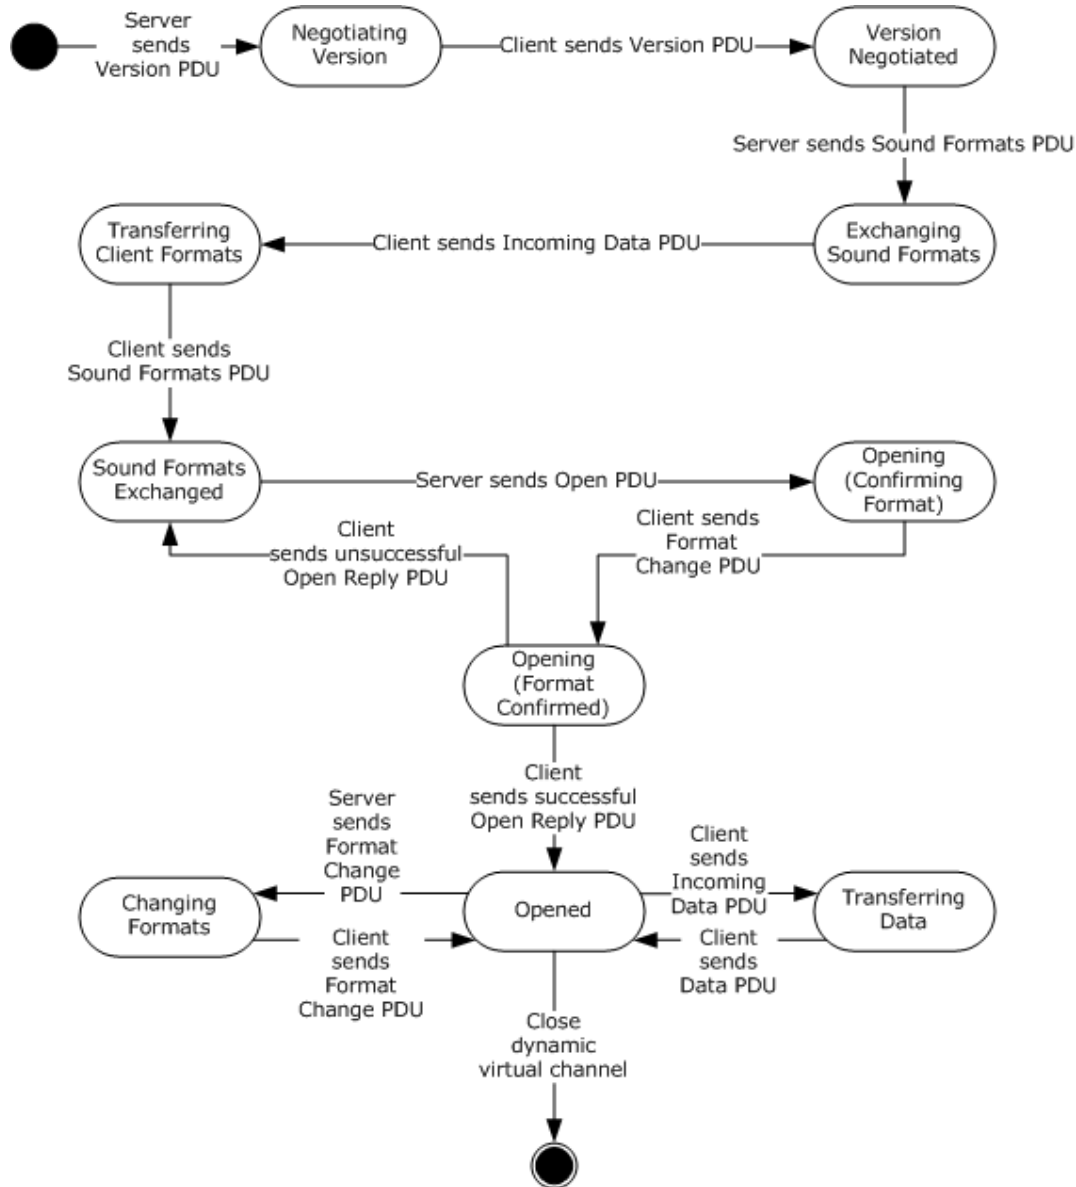 Server
sends
Version PDU
Negotiating
Version
Client sends Version PDU
Version
Negotiated
Server sends Sound Formats PDU
Transferring
Client Formats
Client sends Incoming Data PDU
Exchanging
Sound Formats
Client sends
Sound Formats PDU
Sound Formats
Exchanged
Server sends Open PDU
Opening
(Confirming
Format)
Client
sends unsuccessful
Open Reply PDU
Client sends
Format
Change PDU
Opening
(Format
Confirmed)
Client
sends successful
Open Reply PDU
Server
sends
Format
Change
PDU
Client
sends
Incoming
Data PDU
Changing
Formats
Opened
Transferring
Data
Client
sends
Format
Change PDU
Client
sends
Data PDU
Close
dynamic
virtual channel